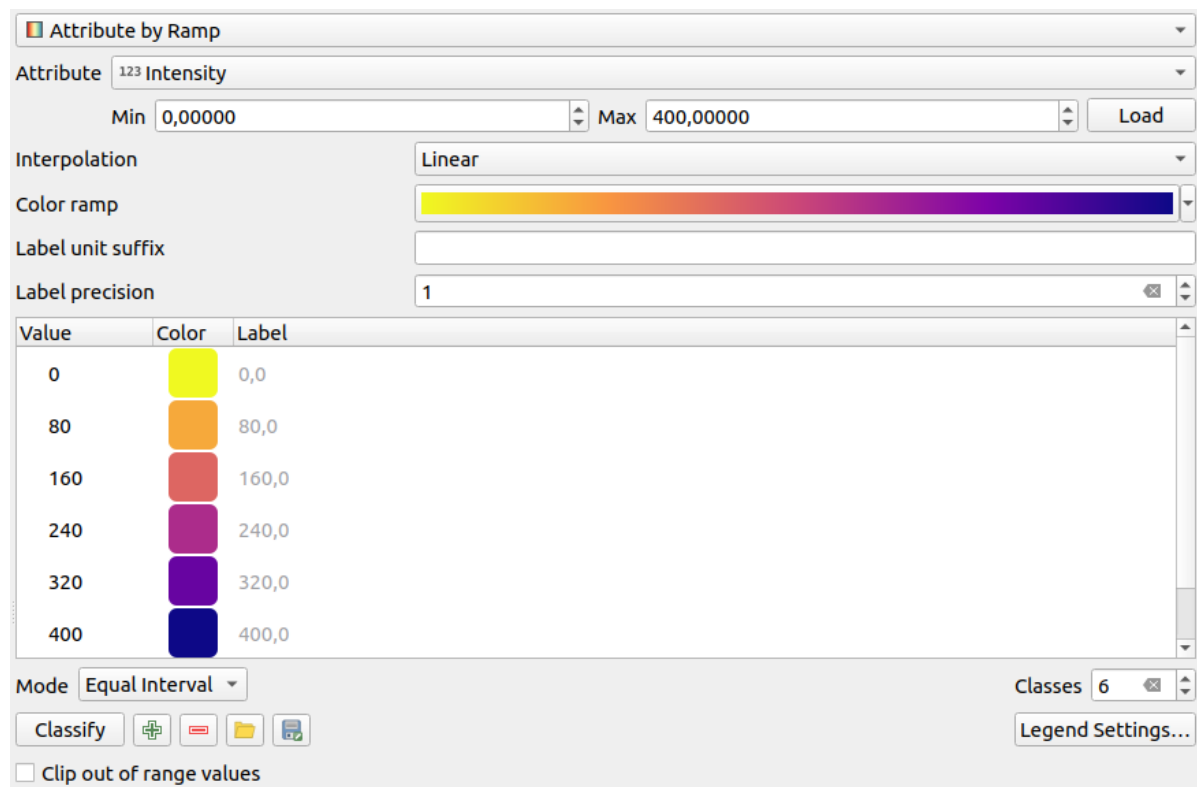 Attribute by Ramp
Attribute 123 Intensity
Min 0,00000 Max 400,00000 Load
Interpolation Linear
Color ramp
Label unit suffix
Label precision 1
Value Color Label
0 0,0
80 80,0
160 160,0
240 240,0
320 320,0
400 400,0
Mode Equal Interval Classes 6
Classify Legend Settings...
Clip out of range values